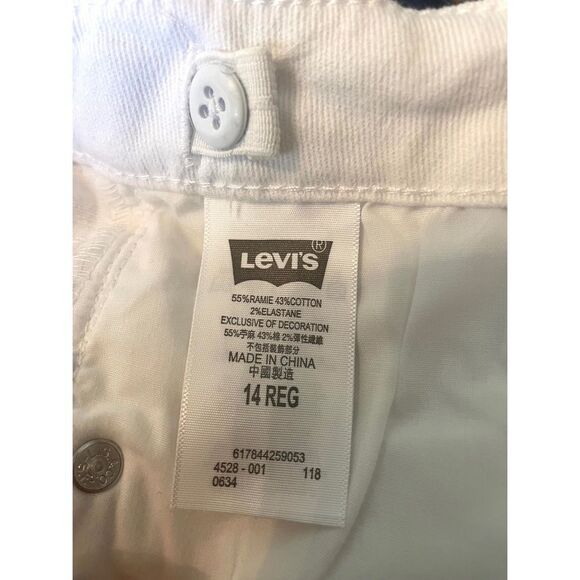 LEVI'S ®
55%RAMIE 43%COTTON
2%ELASTANE
EXCLUSIVE OF DECORATION
55%苧麻 43%棉 2%彈性纖維
不包括裝飾部分
MADE IN CHINA
中國製造
14 REG
617844259053
4528 - 001 118
0634